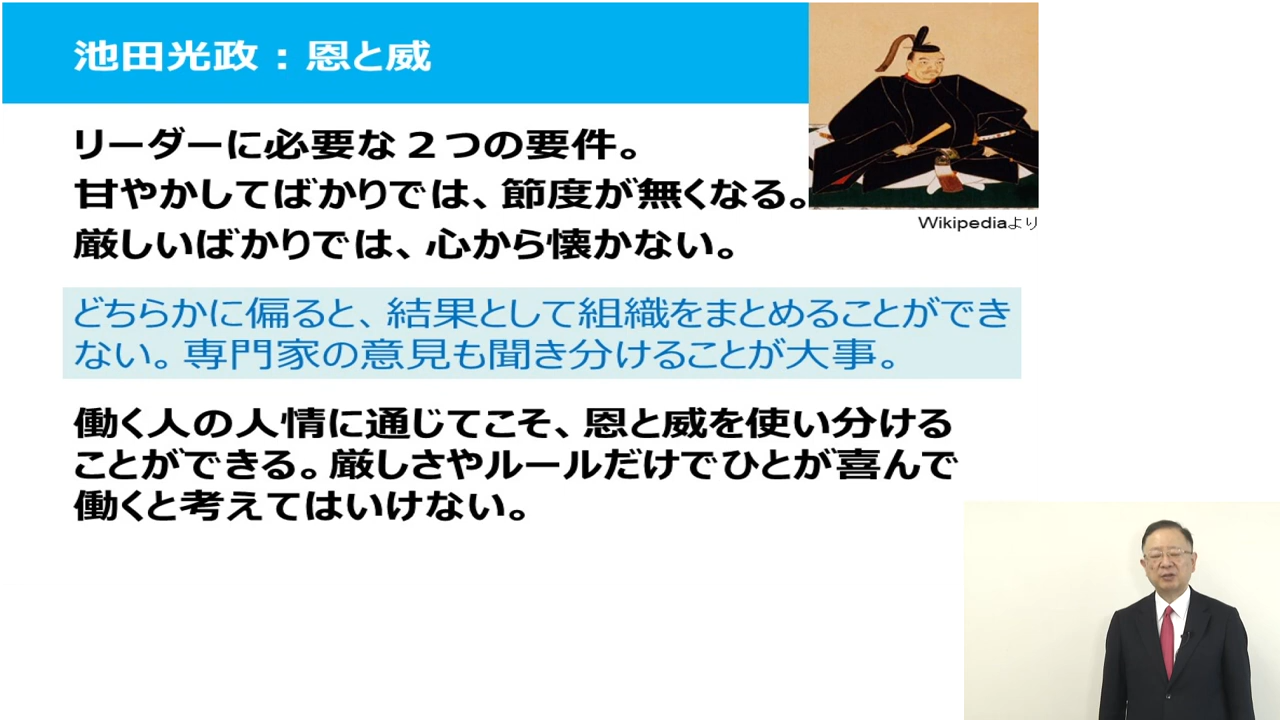 池田光政：恩と威
リーダーに必要な２つの要件。
甘やかしてばかりでは、節度が無くなる。
厳しいばかりでは、心から懐かない。
Wikipediaより
どちらかに偏ると、結果として組織をまとめることができ
ない。専門家の意見も聞き分けることが大事。
働く人の人情に通じてこそ、恩と威を使い分ける
ことができる。厳しさやルールだけでひとが喜んで
働くと考えてはいけない。